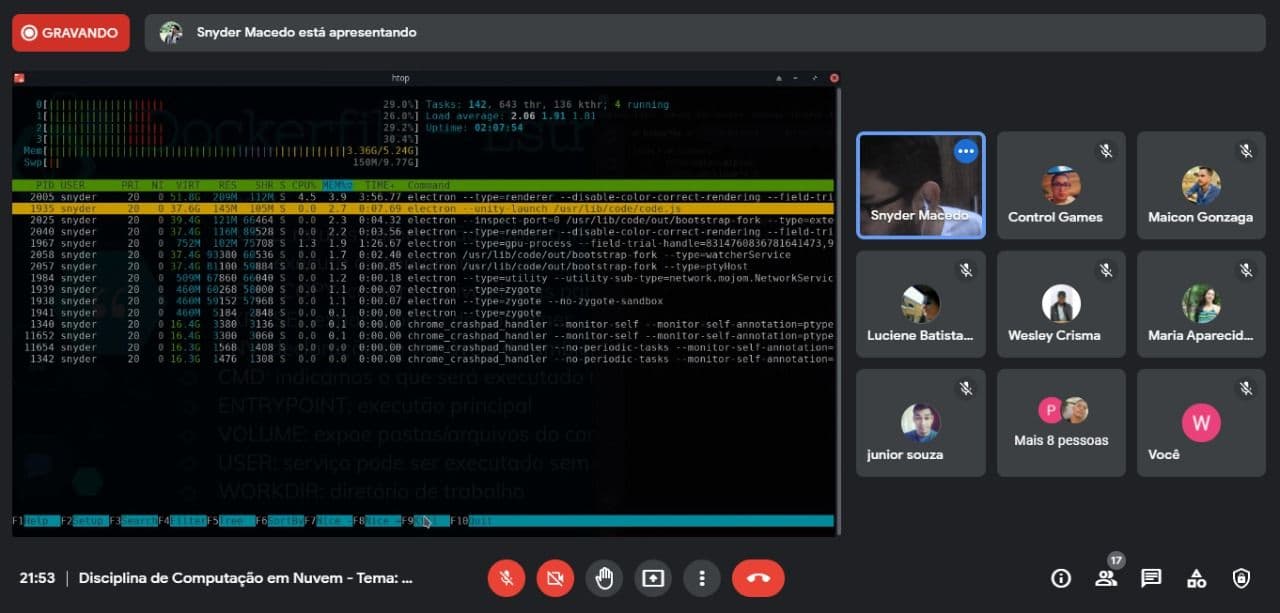 GRAVANDO
Snyder Macedo está apresentando
htop
0[ 29.0%] Tasks: 142, 643 thr, 136 kthr; 4 running
1[ 26.0%] Load average: 2.06 1.91 1.81
2[ 29.2%] Uptime: 02:07:54
3[ 30.4%]
Mem[ 3.36G/5.24G]
Swp[ 150M/9.77G]
PID USER PRI NI VIRT RES SHR S CPU% MEM% TIME+ Command
2005 snyder 20 0 51.8G 209M 112M S 4.5 3.9 3:56.77 electron --type=renderer --disable-color-correct-rendering --field-tri
1935 snyder 20 0 37.6G 145M 105M S 0.0 2.7 0:07.69 electron --unity-launch /usr/lib/code/code.js
2025 snyder 20 0 39.4G 121M 66464 S 0.0 2.3 0:04.32 electron --inspect-port=0 /usr/lib/code/out/bootstrap-fork --type=exte
2040 snyder 20 0 37.4G 116M 89528 S 0.0 2.2 0:03.56 electron --type=renderer --disable-color-correct-rendering --field-tri
1967 snyder 20 0 752M 102M 75708 S 1.3 1.9 1:26.67 electron --type=gpu-process --field-trial-handle=8314760836781641473,9
2058 snyder 20 0 37.4G 93380 60536 S 0.0 1.7 0:02.40 electron /usr/lib/code/out/bootstrap-fork --type=watcherService
2057 snyder 20 0 37.4G 81100 59884 S 0.0 1.5 0:00.85 electron /usr/lib/code/out/bootstrap-fork --type=ptyHost
1984 snyder 20 0 509M 67860 66040 S 0.0 1.2 0:00.18 electron --type=utility --utility-sub-type=network.mojom.NetworkServic
1939 snyder 20 0 460M 60268 58000 S 0.0 1.1 0:00.07 electron --type=zygote
1938 snyder 20 0 460M 59152 57968 S 0.0 1.1 0:00.07 electron --type=zygote --no-zygote-sandbox
1941 snyder 20 0 460M 5184 2848 S 0.0 0.1 0:00.00 electron --type=zygote
1340 snyder 20 0 16.4G 3380 3136 S 0.0 0.1 0:00.04 chrome_crashpad_handler --monitor-self --monitor-self-annotation=ptype
11652 snyder 20 0 16.4G 3300 3060 S 0.0 0.1 0:00.00 chrome_crashpad_handler --monitor-self --monitor-self-annotation=ptype
11654 snyder 20 0 16.3G 1568 1408 S 0.0 0.0 0:00.00 chrome_crashpad_handler --no-periodic-tasks --monitor-self-annotation=
1342 snyder 20 0 16.3G 1476 1308 S 0.0 0.0 0:00.00 chrome_crashpad_handler --no-periodic-tasks --monitor-self-annotation=
CMD: indicamos o que será executado
ENTRYPOINT: executão principal
VOLUME: expõe pastas/arquivos do con
USER: serviço pode ser executado sem
WORKDIR: diretório de trabalho
F1Help F2Setup F3Search F4Filter F5Tree F6SortBy F7Nice - F8Nice + F9Kill F10Quit
Snyder Macedo
Control Games
Maicon Gonzaga
Luciene Batista...
Wesley Crisma
Maria Aparecid...
junior souza
P
Mais 8 pessoas
W
Você
21:53 | Disciplina de Computação em Nuvem - Tema: ...
17